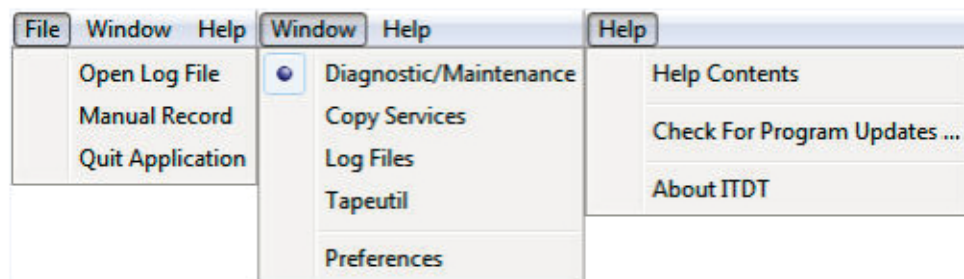 File Window Help
Open Log File
Manual Record
Quit Application
Window Help
Diagnostic/Maintenance
Copy Services
Log Files
Tapeutil
Preferences
Help
Help Contents
Check For Program Updates ...
About ITDT